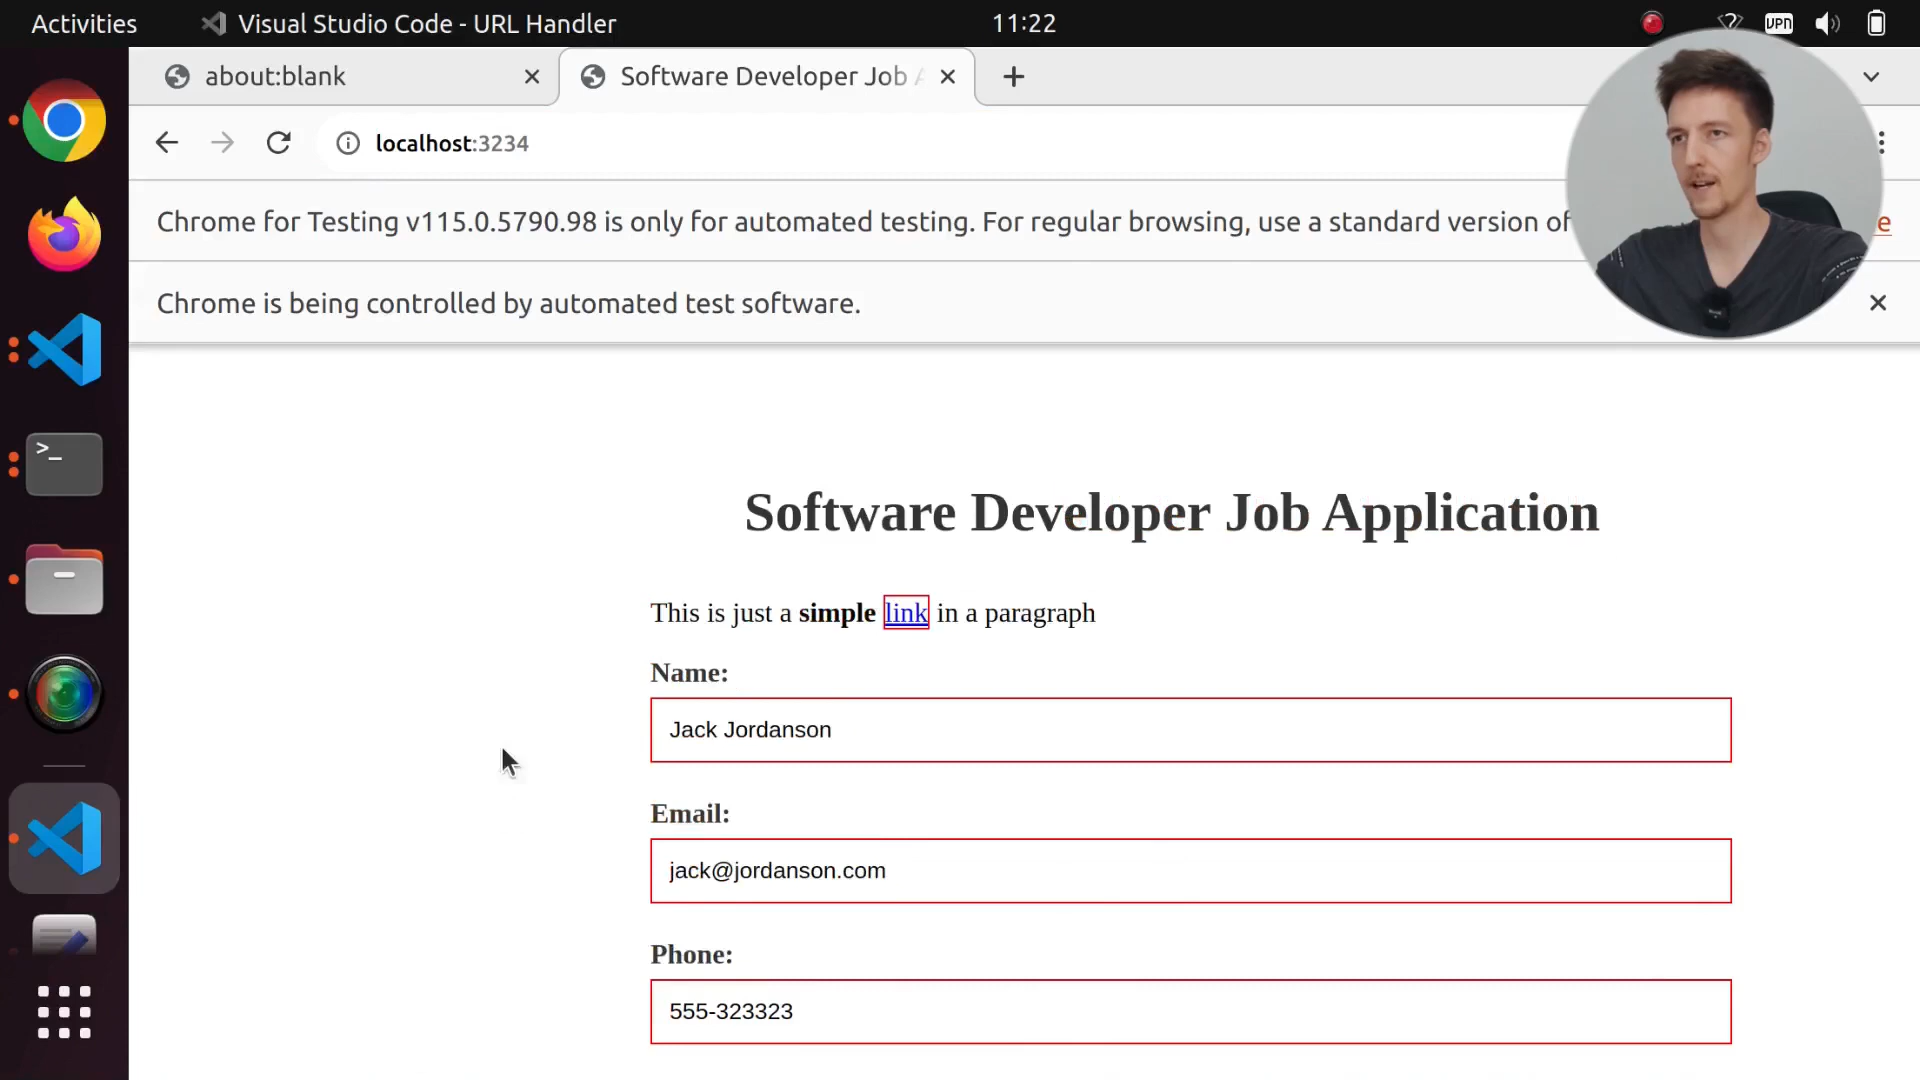 Activities
Visual Studio Code - URL Handler
11:22
VPN
about:blank
Software Developer Job
localhost:3234
Chrome for Testing v115.0.5790.98 is only for automated testing. For regular browsing, use a standard version of
Chrome is being controlled by automated test software.
Software Developer Job Application
This is just a simple link in a paragraph
Name:
Jack Jordanson
Email:
jack@jordanson.com
Phone:
555-323323